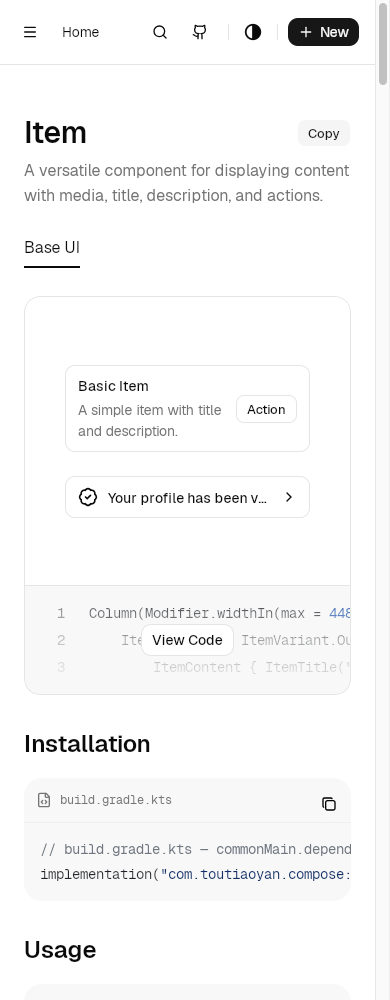 Home
New
Item
Copy
A versatile component for displaying content
with media, title, description, and actions.
Base UI
Basic Item
A simple item with title
and description.
Action
Your profile has been v...
1 Column(Modifier.widthIn(max = 448
2 Ite ItemVariant.Ou
View Code
3 ItemContent { ItemTitle("
Installation
build.gradle.kts
// build.gradle.kts — commonMain.depend
implementation("com.toutiaoyan.compose:
Usage